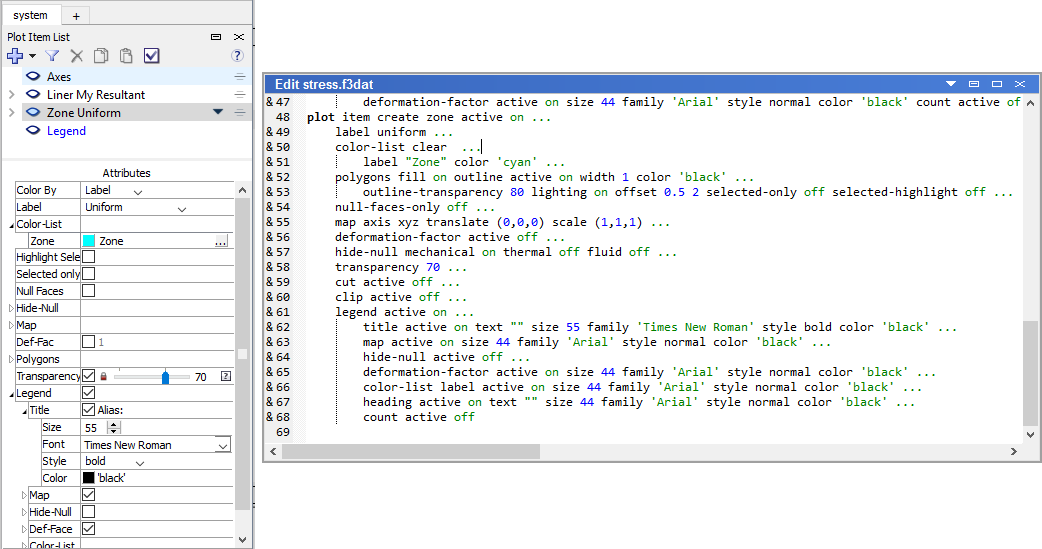 system
+
Plot Item List
?
Axes
Liner My Resultant
Zone Uniform
Legend
Attributes
Color By Label
Label Uniform
Color-List
Zone Zone ...
Highlight Sele
Selected only
Null Faces
Hide-Null
Map
Def-Fac 1
Polygons
Transparency 70
Legend
Title Alias:
Size 55
Font Times New Roman
Style bold
Color 'black'
Map
Hide-Null
Def-Face
Color-List
Edit stress.f3dat
&47 deformation-factor active on size 44 family 'Arial' style normal color 'black' count active of
48 plot item create zone active on ...
&49 label uniform ...
&50 color-list clear ...
&51 label "Zone" color 'cyan' ...
&52 polygons fill on outline active on width 1 color 'black' ...
&53 outline-transparency 80 lighting on offset 0.5 2 selected-only off selected-highlight off ...
&54 null-faces-only off ...
&55 map axis xyz translate (0,0,0) scale (1,1,1) ...
&56 deformation-factor active off ...
&57 hide-null mechanical on thermal off fluid off ...
&58 transparency 70 ...
&59 cut active off ...
&60 clip active off ...
&61 legend active on ...
&62 title active on text "" size 55 family 'Times New Roman' style bold color 'black' ...
&63 map active on size 44 family 'Arial' style normal color 'black' ...
&64 hide-null active off ...
&65 deformation-factor active on size 44 family 'Arial' style normal color 'black' ...
&66 color-list label active on size 44 family 'Arial' style normal color 'black' ...
&67 heading active on text "" size 44 family 'Arial' style normal color 'black' ...
&68 count active off
69